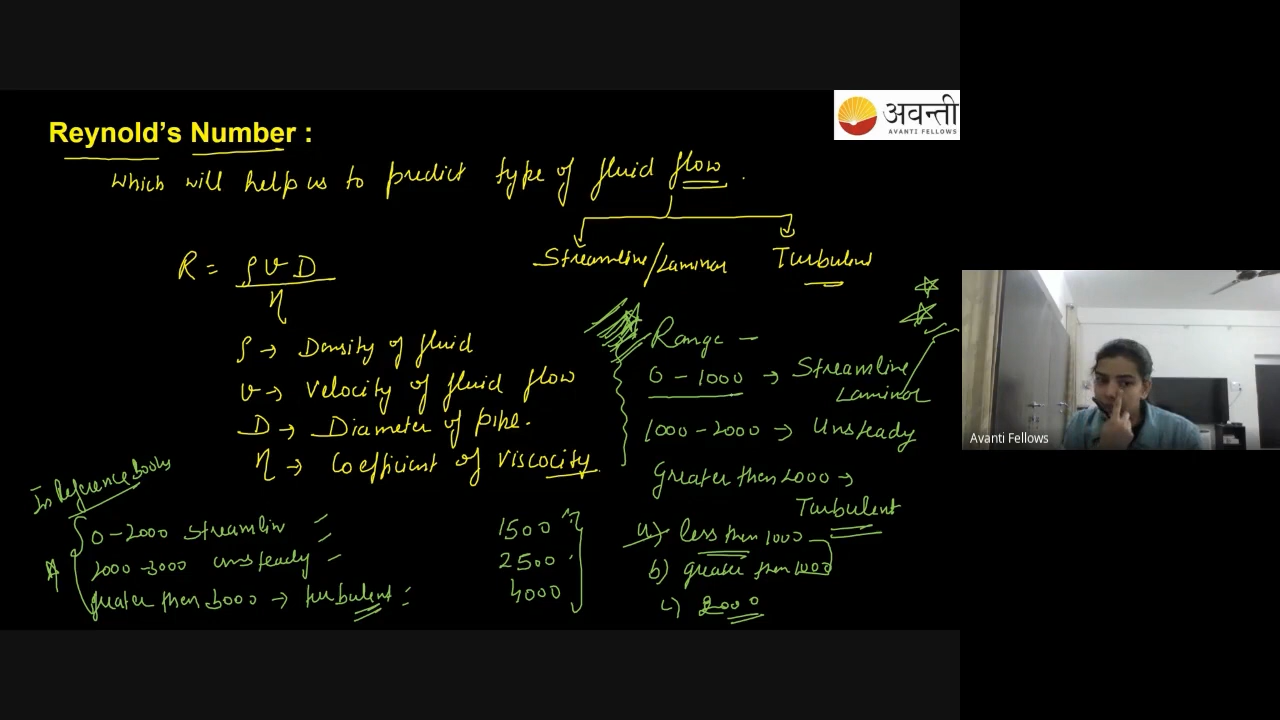 अवन्ती
AVANTI FELLOWS
Reynold's Number :
Which will help us to predict type of fluid flow.
Streamline/Laminar Turbulent
R = ρ v D
η
ρ → Density of fluid
v → Velocity of fluid flow
D → Diameter of pipe.
η → Coefficient of Viscocity.
Range -
0 - 1000 → Streamline
Laminar
1000 - 2000 → Unsteady
Greater then 2000 →
Turbulent
a) less then 1000
b) greater then 1000
c) 2000
In Reference Books
0-2000 streamlin
2000-3000 unsteady
greater then 3000 → turbulent
1500
2500
4000
Avanti Fellows